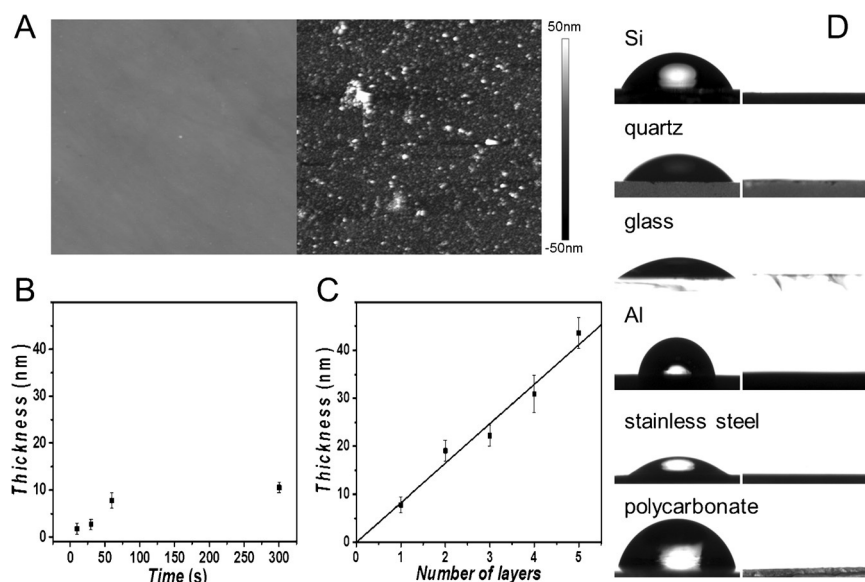 A
50nm
-50nm
B
Thickness (nm)
40
30
20
10
0
0 50 100 150 200 250 300
Time (s)
C
Thickness (nm)
40
30
20
10
0
1 2 3 4 5
Number of layers
D
Si
quartz
glass
Al
stainless steel
polycarbonate